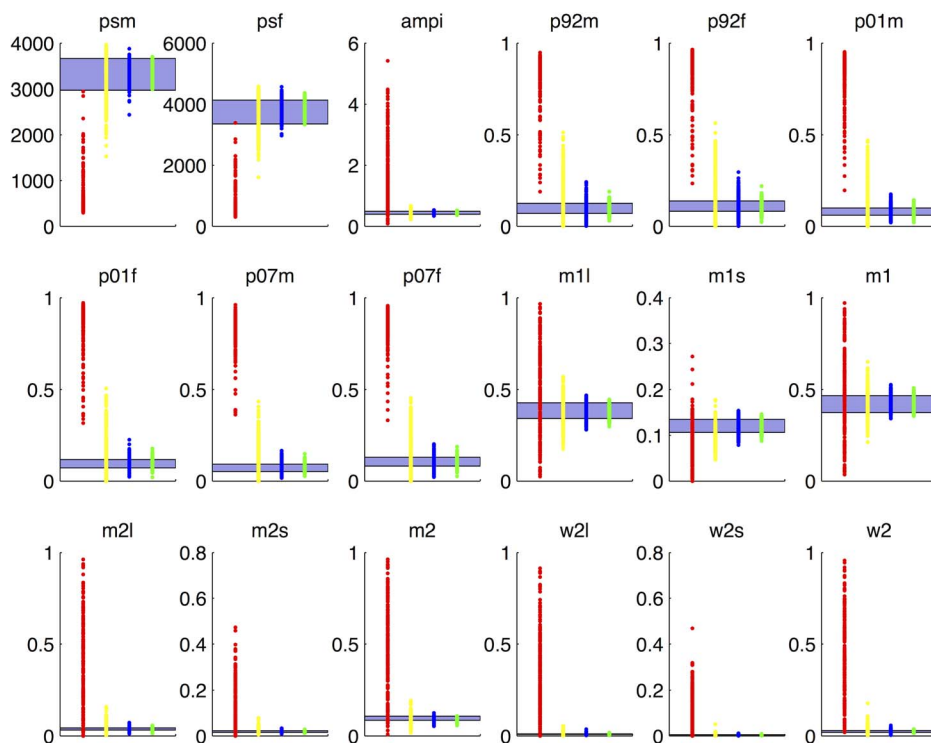 psm psf ampi p92m p92f p01m
4000 6000 6 1 1 1
3000 4000 4
2000 0.5 0.5 0.5
1000 2000 2
0 0 0 0 0 0
p01f p07m p07f m1l m1s m1
1 1 1 1 0.4 1
0.3
0.5 0.5 0.5 0.5 0.2 0.5
0.1
0 0 0 0 0 0
m2l m2s m2 w2l w2s w2
1 0.8 1 1 0.8 1
0.6 0.6
0.5 0.4 0.5 0.5 0.4 0.5
0.2 0.2
0 0 0 0 0 0